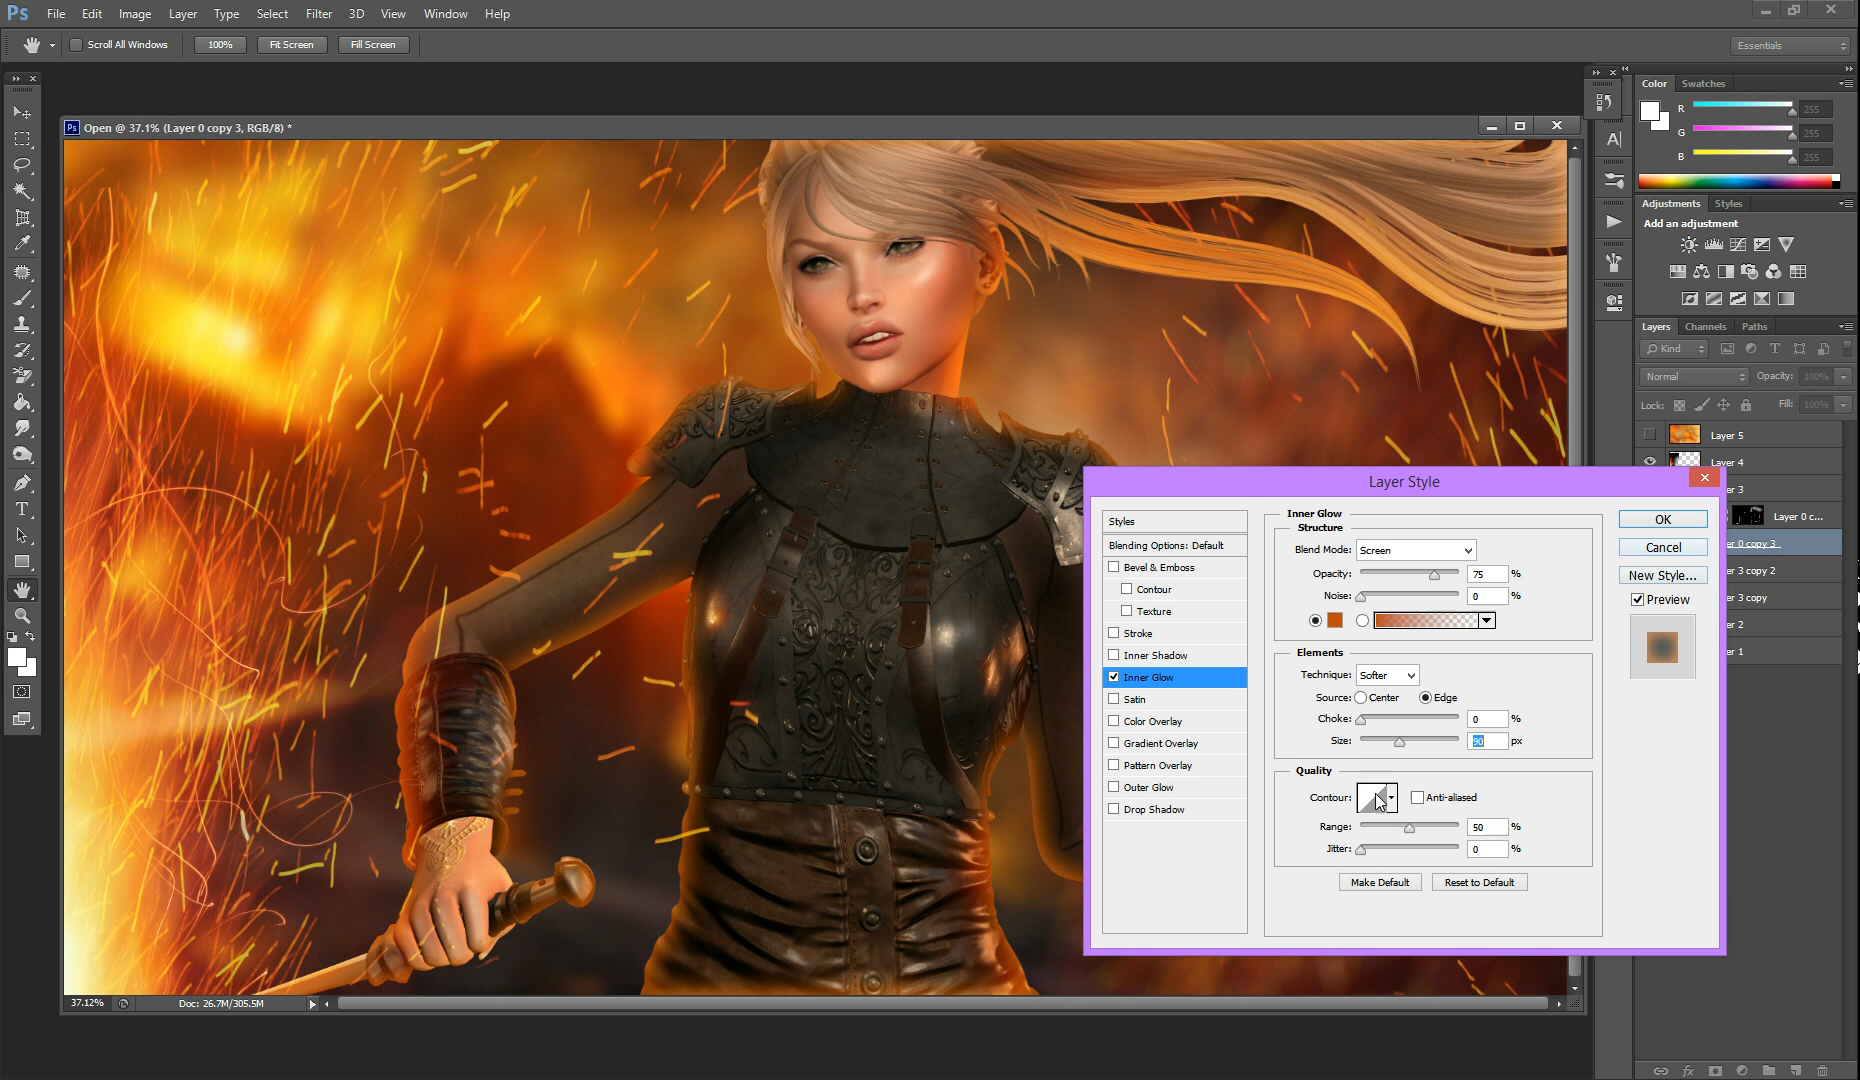 Ps File Edit Image Layer Type Select Filter 3D View Window Help
Scroll All Windows 100% Fit Screen Fill Screen Essentials
Color Swatches
R 255
G 255
B 255
Ps Open @ 37.1% (Layer 0 copy 3, RGB/8) *
Adjustments Styles
Add an adjustment
Layers Channels Paths
Kind
Normal Opacity: 100%
Lock: Fill: 100%
Layer 5
Layer 4
er 3
Layer 0 c...
er 0 copy 3
er 3 copy 2
er 3 copy
er 2
er 1
Layer Style
Styles
Blending Options: Default
Bevel & Emboss
Contour
Texture
Stroke
Inner Shadow
Inner Glow
Satin
Color Overlay
Gradient Overlay
Pattern Overlay
Outer Glow
Drop Shadow
Inner Glow
Structure
Blend Mode: Screen
Opacity: 75 %
Noise: 0 %
Elements
Technique: Softer
Source: Center Edge
Choke: 0 %
Size: 90 px
Quality
Contour: Anti-aliased
Range: 50 %
Jitter: 0 %
Make Default Reset to Default
OK
Cancel
New Style...
Preview
37.12% Doc: 26.7M/305.5M
fx